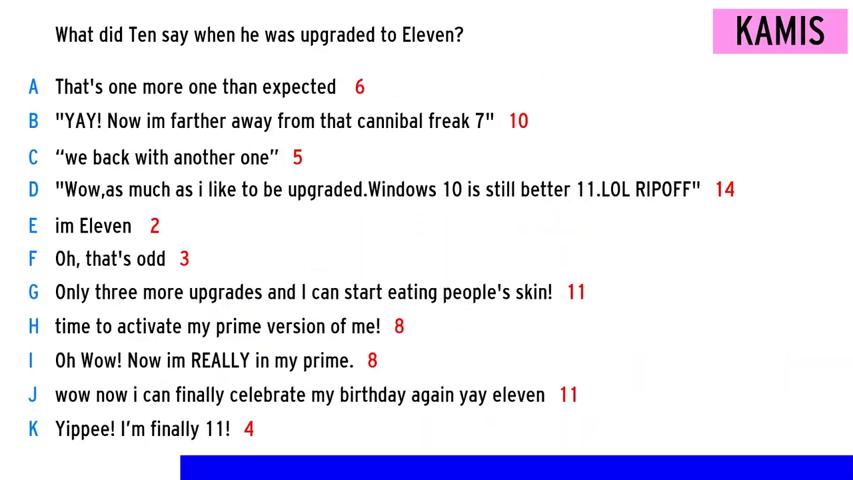 What did Ten say when he was upgraded to Eleven?
KAMIS
A That's one more one than expected 6
B "YAY! Now im farther away from that cannibal freak 7" 10
C “we back with another one” 5
D "Wow,as much as i like to be upgraded.Windows 10 is still better 11.LOL RIPOFF" 14
E im Eleven 2
F Oh, that's odd 3
G Only three more upgrades and I can start eating people's skin! 11
H time to activate my prime version of me! 8
I Oh Wow! Now im REALLY in my prime. 8
J wow now i can finally celebrate my birthday again yay eleven 11
K Yippee! I’m finally 11! 4